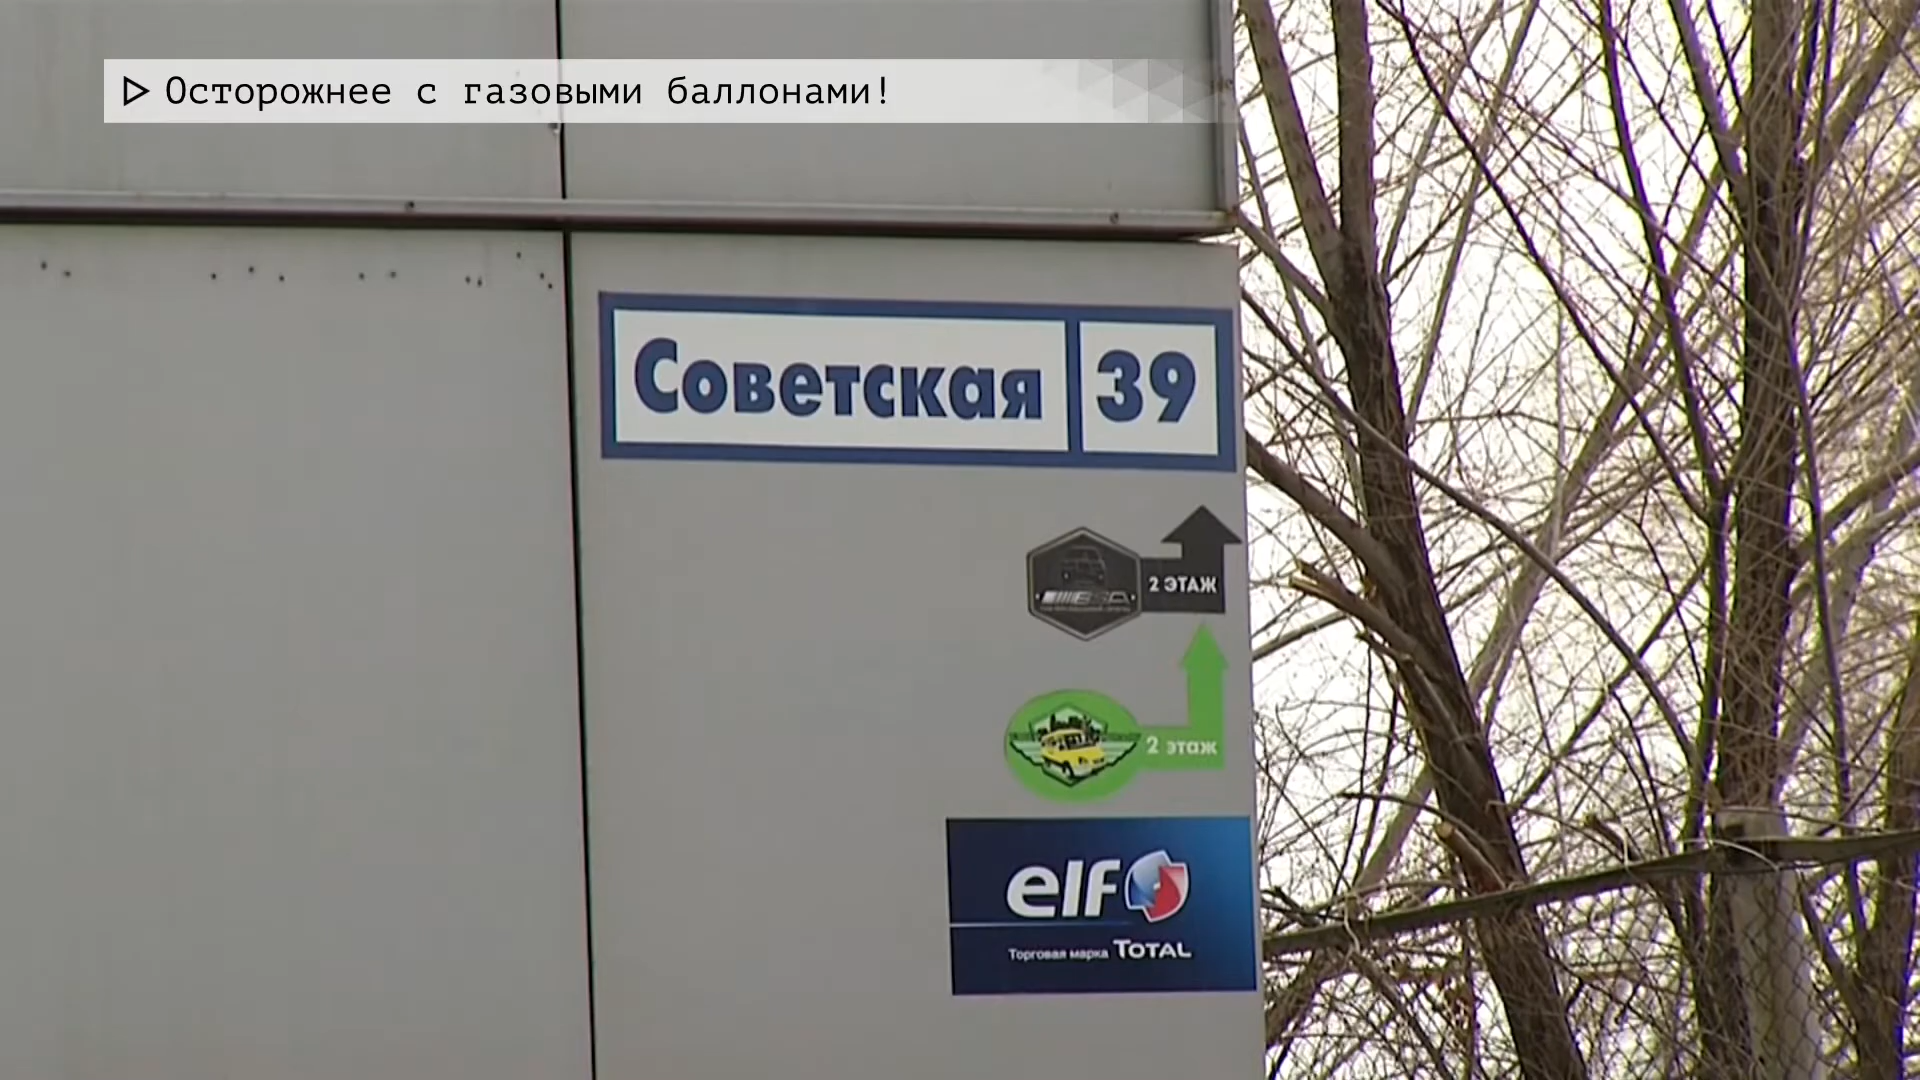 Осторожнее с газовыми баллонами!
Советская 39
2 ЭТАЖ
2 этаж
elf
Торговая марка TOTAL